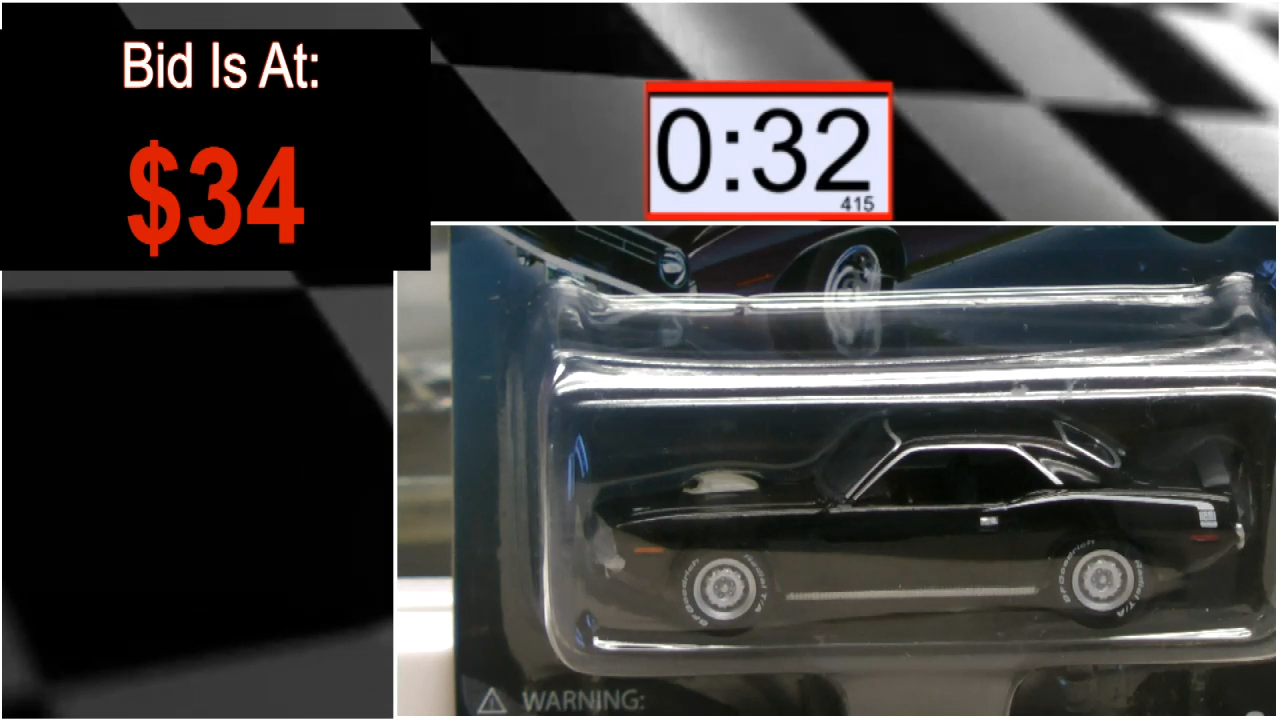 Bid Is At:
$34
0:32
415
BFGoodrich Radial T/A
BFGoodrich Radial T/A
WARNING: